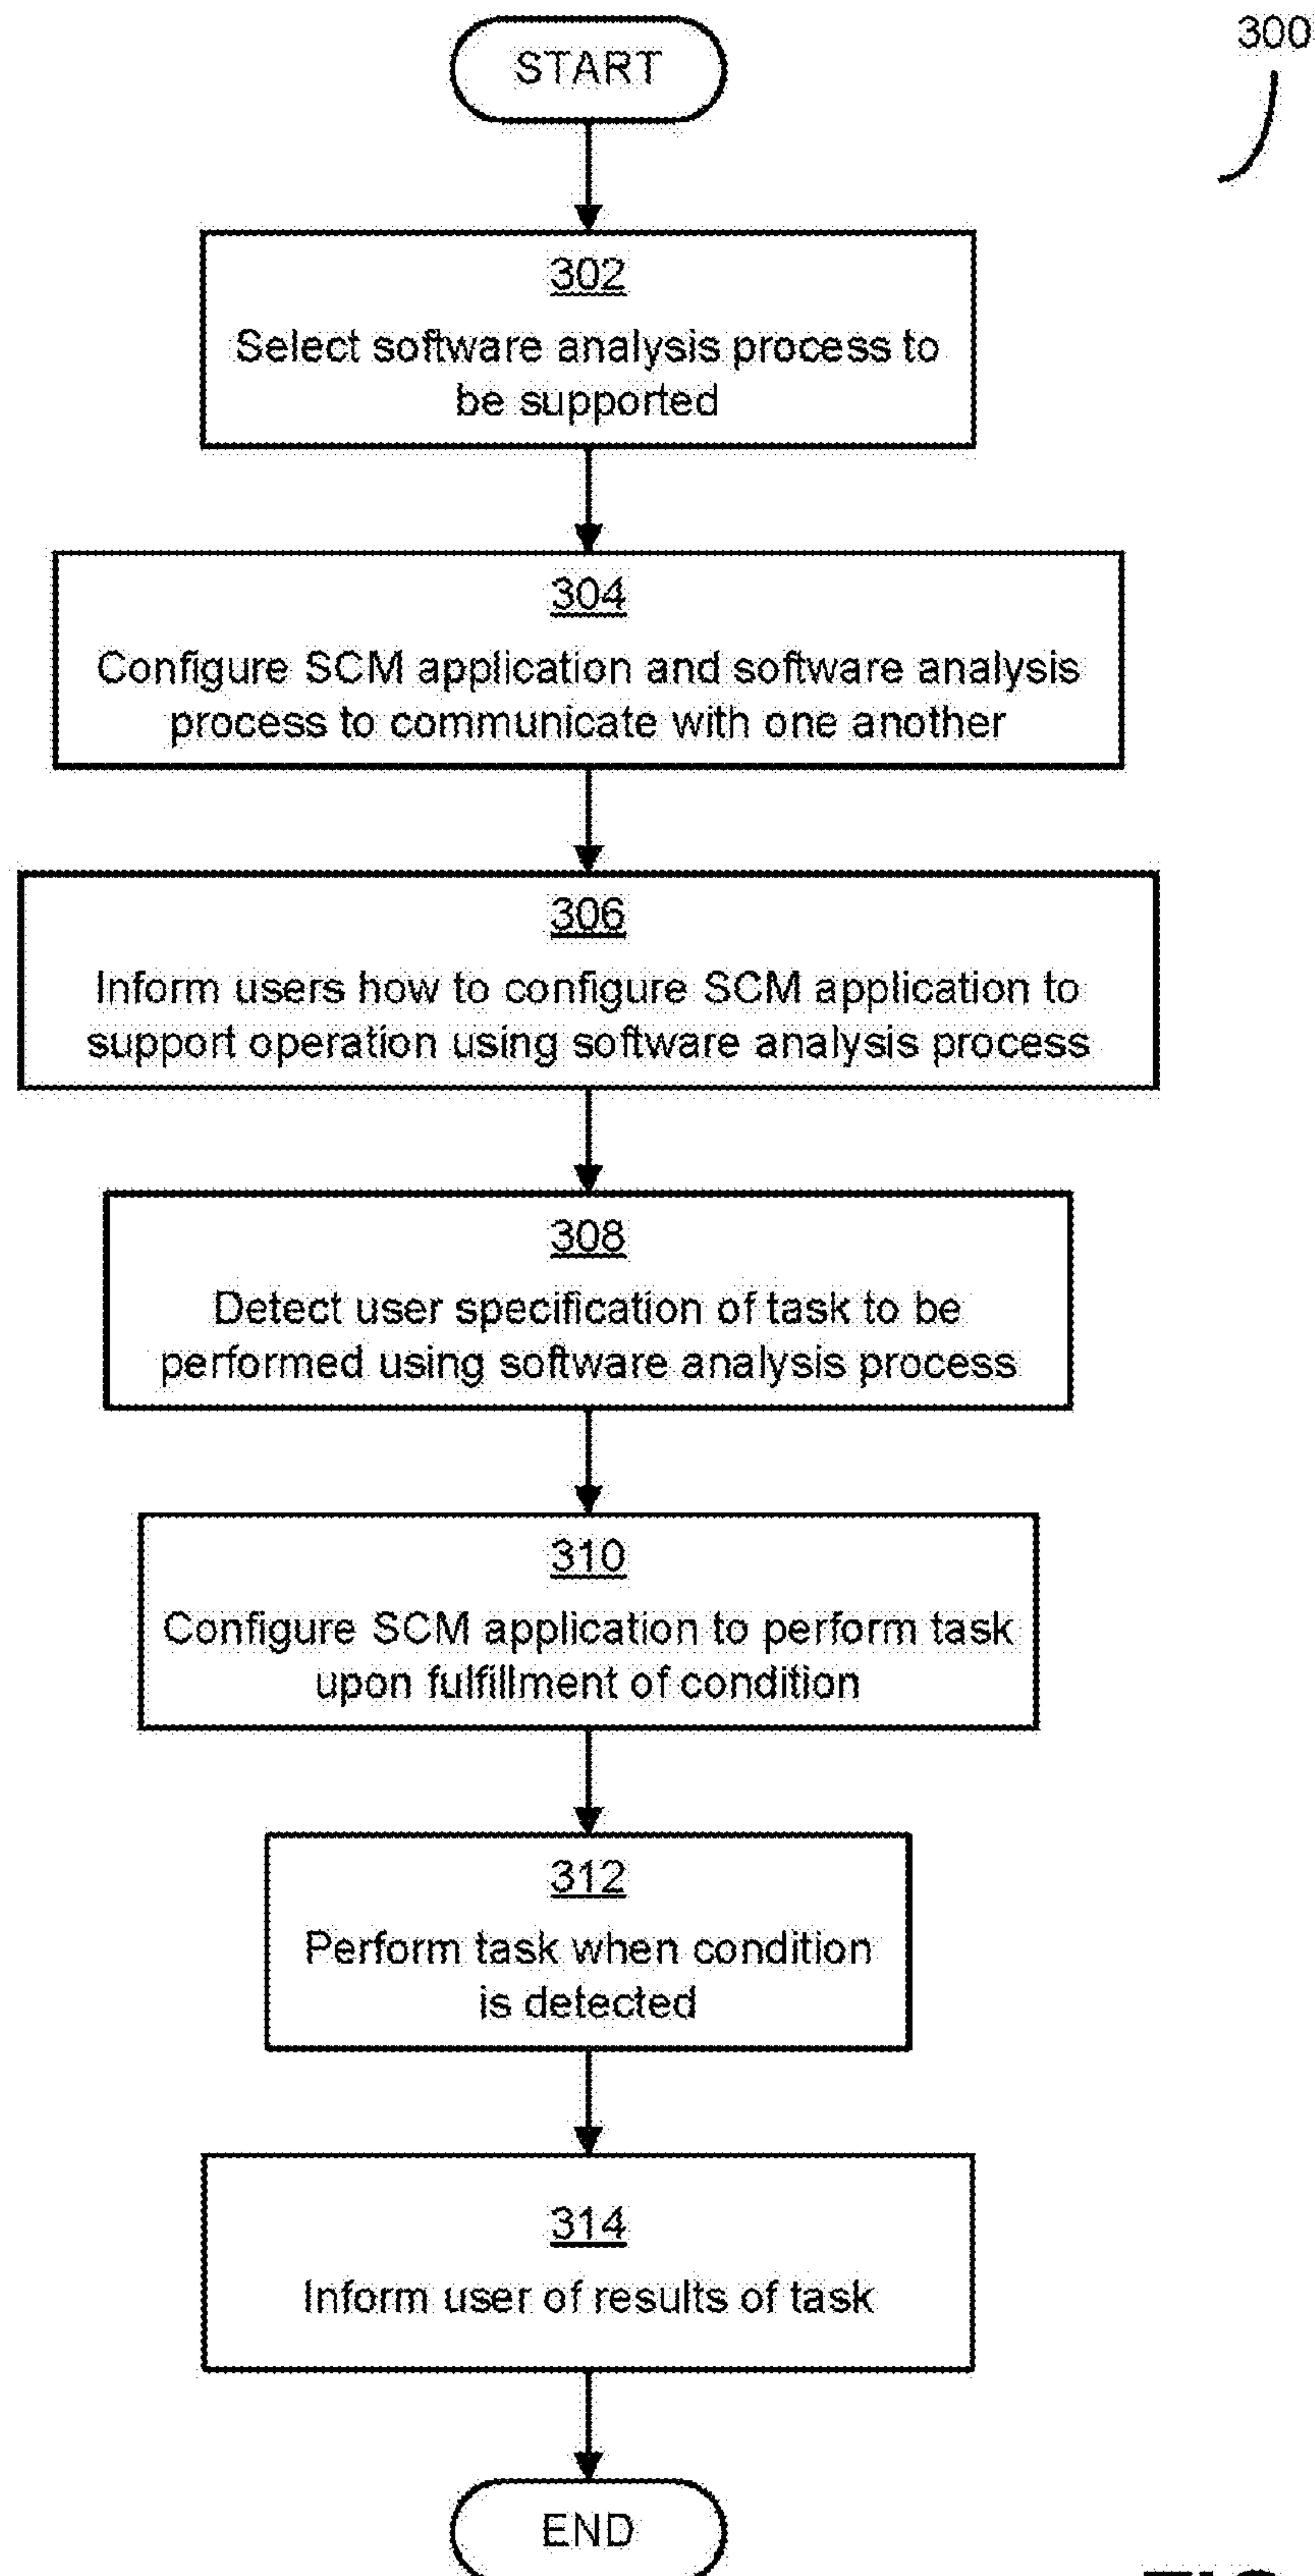 START
300
302
Select software analysis process to
be supported
304
Configure SCM application and software analysis
process to communicate with one another
306
Inform users how to configure SCM application to
support operation using software analysis process
308
Detect user specification of task to be
performed using software analysis process
310
Configure SCM application to perform task
upon fulfillment of condition
312
Perform task when condition
is detected
314
Inform user of results of task
END